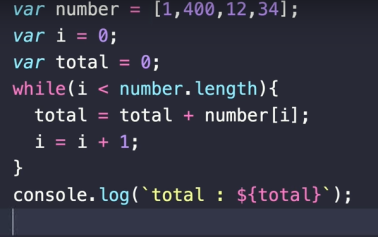 var number = [1,400,12,34];
var i = 0;
var total = 0;
while(i < number.length){
  total = total + number[i];
  i = i + 1;
}
console.log(`total : ${total}`);